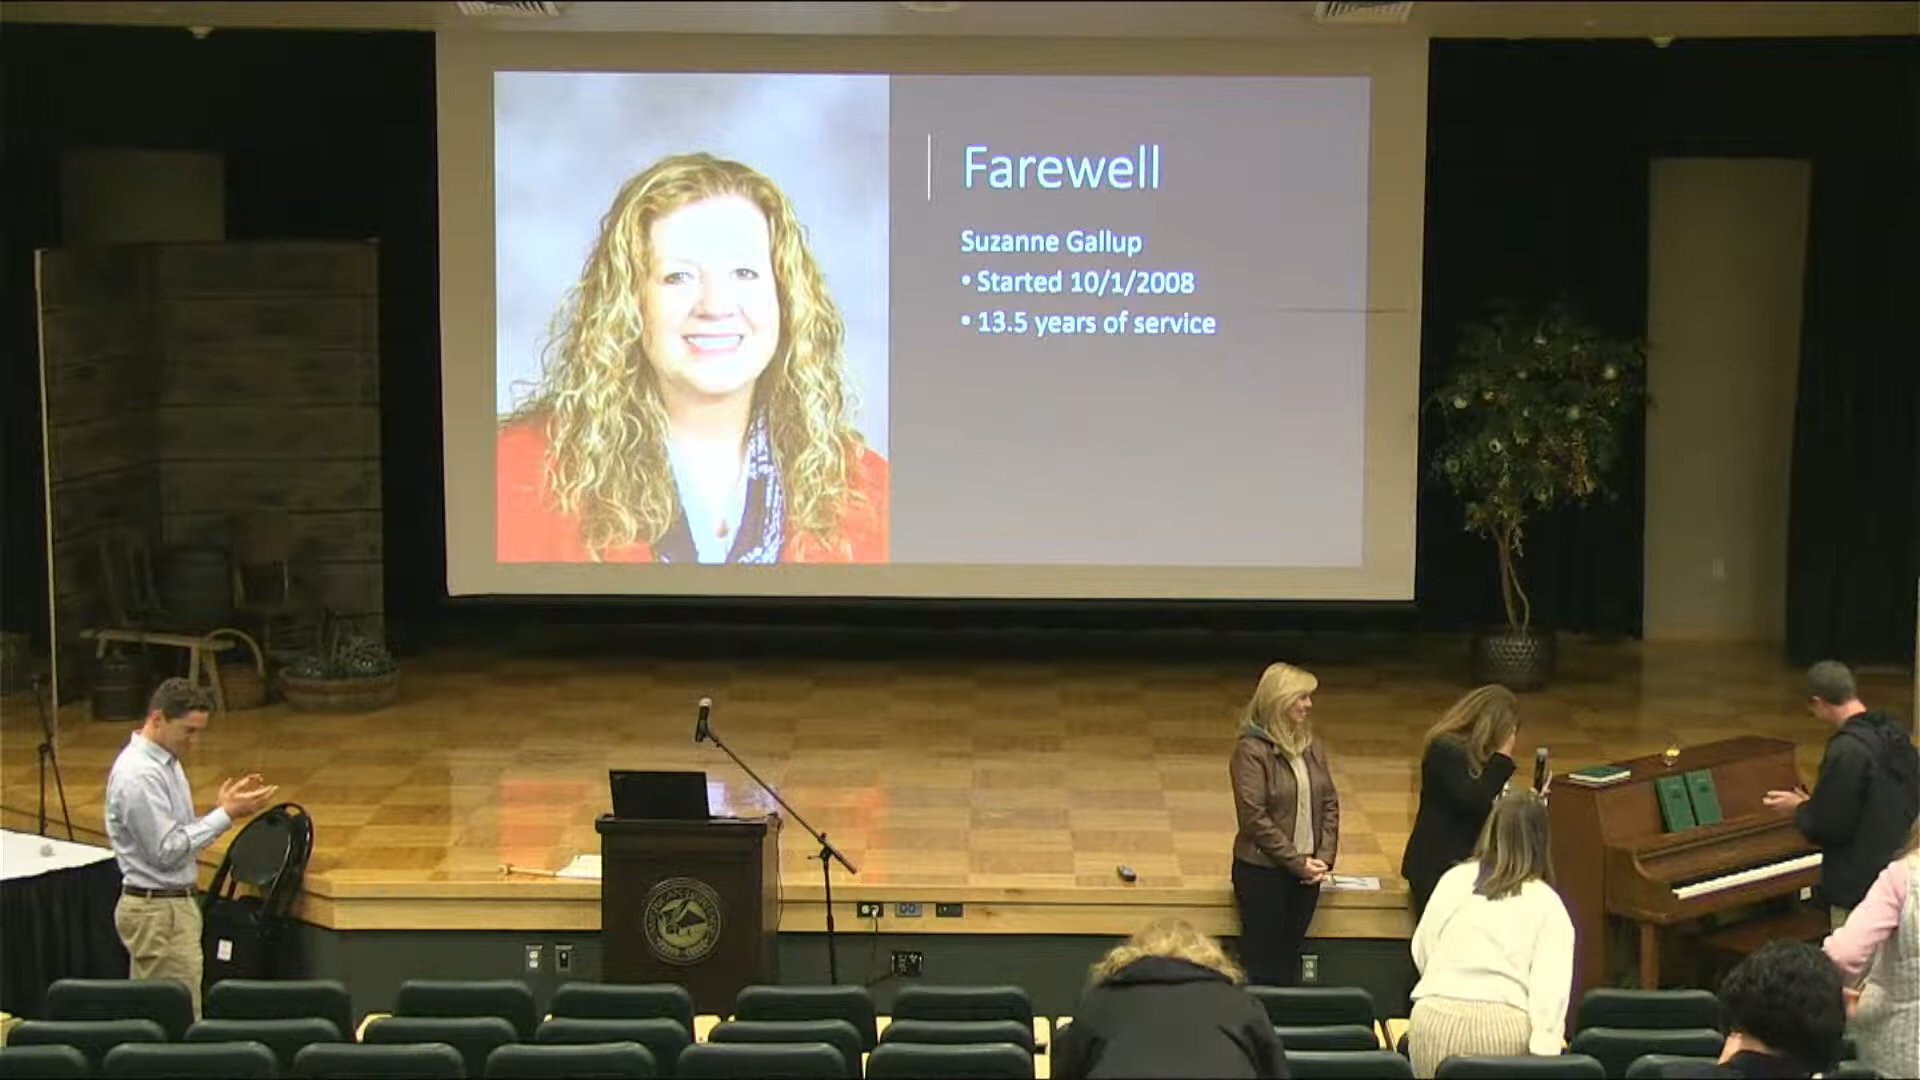 Farewell
Suzanne Gallup
• Started 10/1/2008
• 13.5 years of service